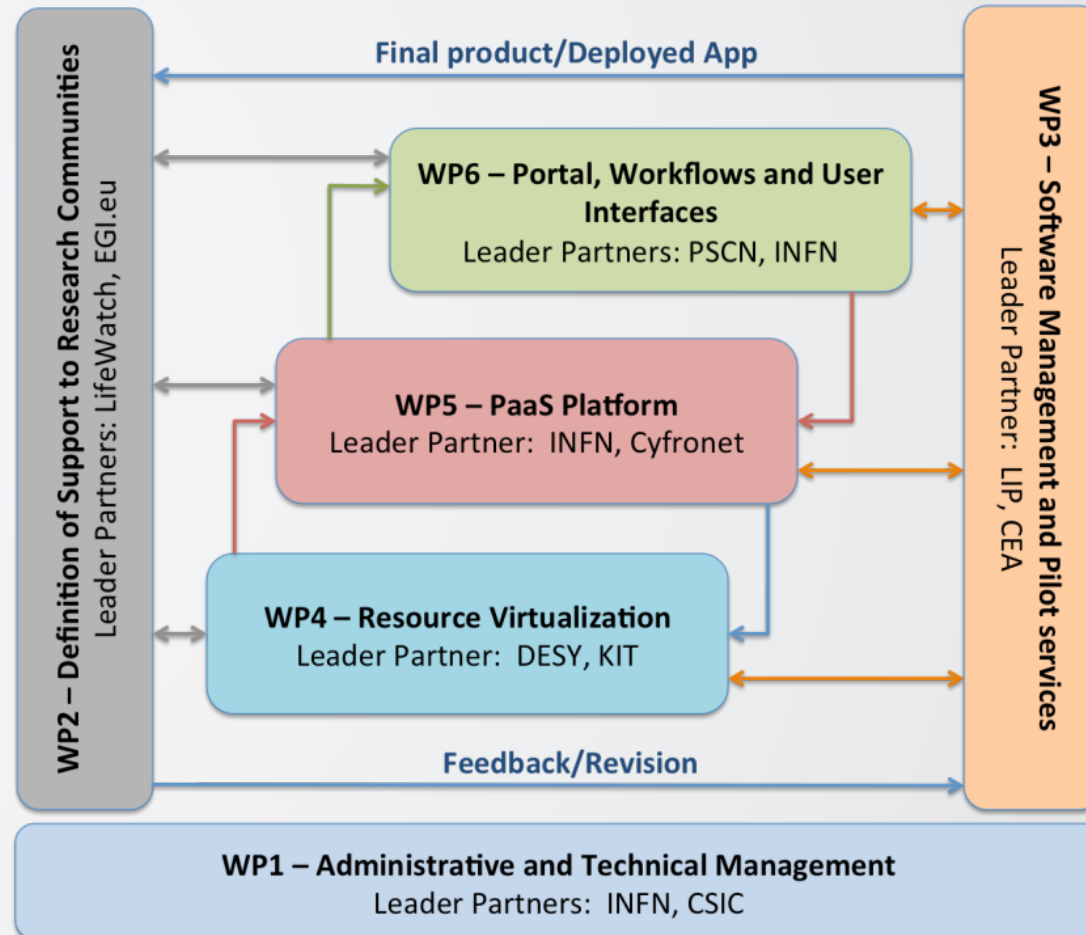 WP2 – Definition of Support to Research Communities
Leader Partners: LifeWatch, EGI.eu
Final product/Deployed App
WP6 – Portal, Workflows and User
Interfaces
Leader Partners: PSCN, INFN
WP5 – PaaS Platform
Leader Partner: INFN, Cyfronet
WP4 – Resource Virtualization
Leader Partner: DESY, KIT
Feedback/Revision
WP3 – Software Management and Pilot services
Leader Partner: LIP, CEA
WP1 – Administrative and Technical Management
Leader Partners: INFN, CSIC